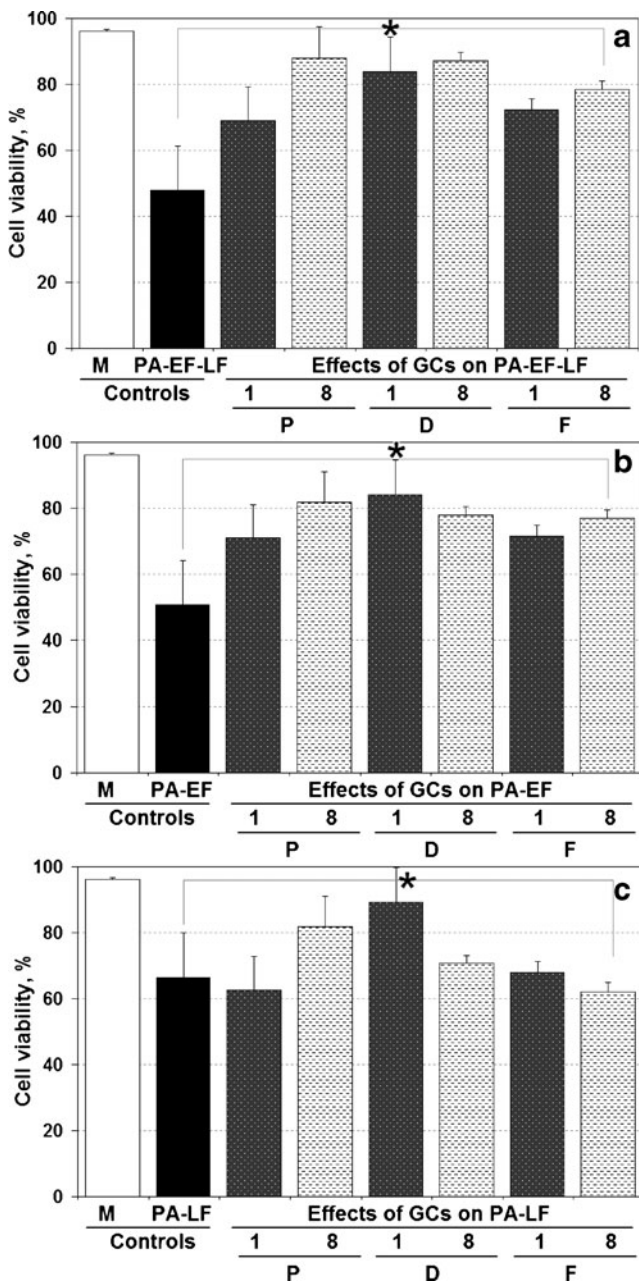 100
80
60
40
20
0
Cell viability, %
*
a
M PA-EF-LF Effects of GCs on PA-EF-LF
Controls 1 8 1 8 1 8
P D F
100
80
60
40
20
0
Cell viability, %
*
b
M PA-EF Effects of GCs on PA-EF
Controls 1 8 1 8 1 8
P D F
100
80
60
40
20
0
Cell viability, %
*
c
M PA-LF Effects of GCs on PA-LF
Controls 1 8 1 8 1 8
P D F